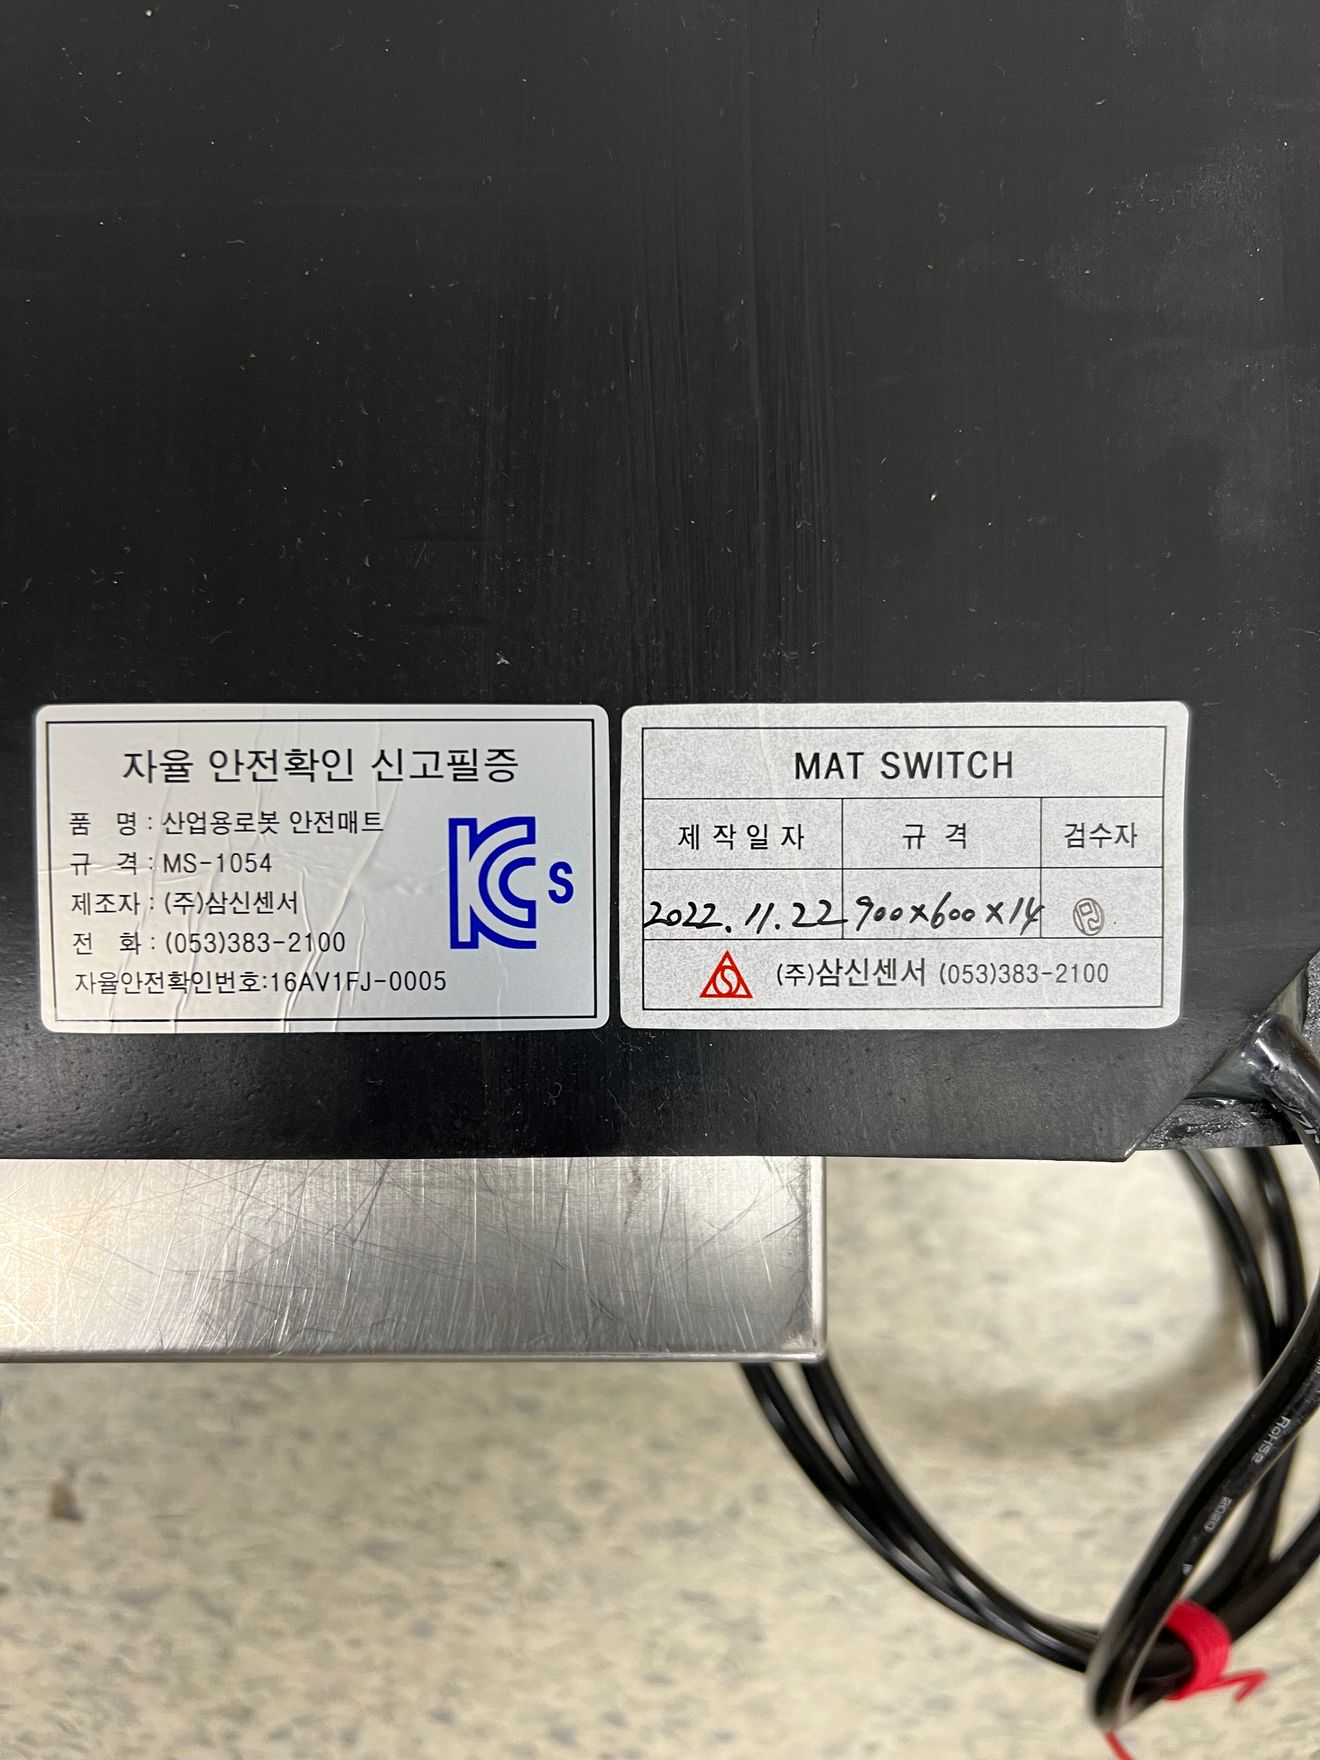 자율 안전확인 신고필증
품 명 : 산업용로봇 안전매트
규 격 : MS-1054
제조자 : (주)삼신센서
전 화 : (053)383-2100
자율안전확인번호:16AV1FJ-0005
KCs
MAT SWITCH
제 작 일 자 규 격 검수자
2022.11.22 900x600x14
(주)삼신센서 (053)383-2100
RoHS2